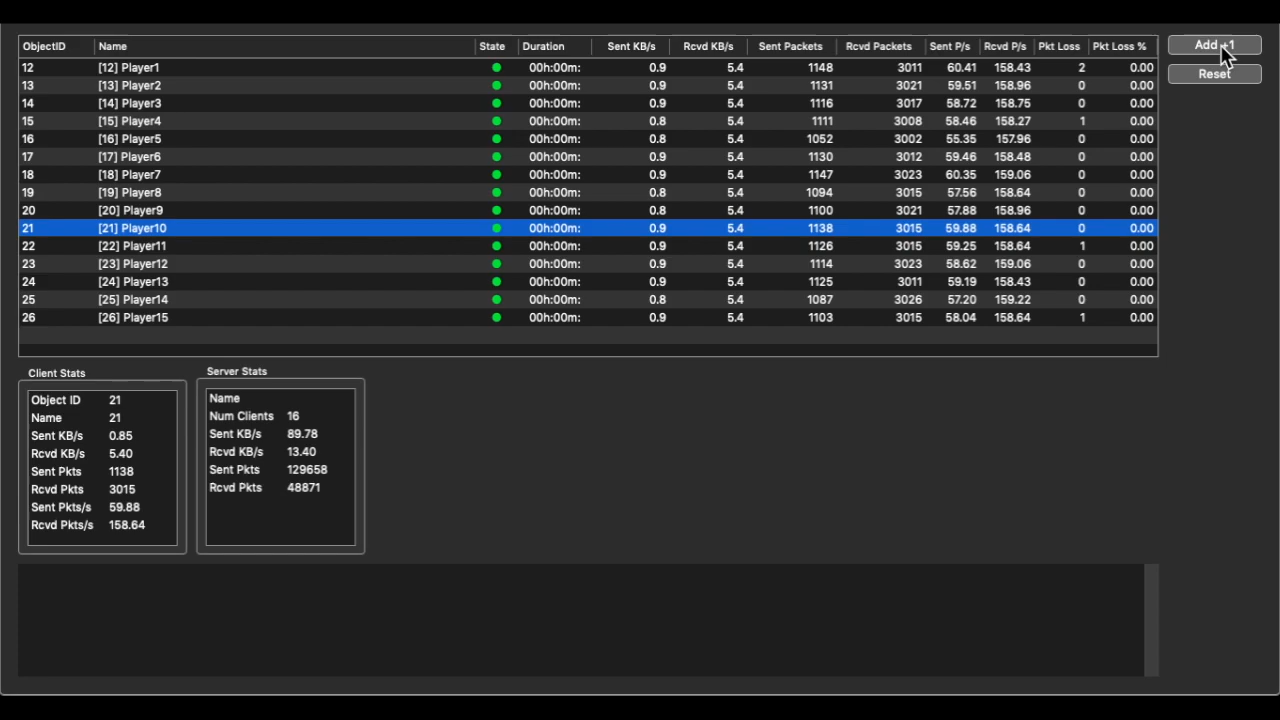 ObjectID Name State Duration Sent KB/s Rcvd KB/s Sent Packets Rcvd Packets Sent P/s Rcvd P/s Pkt Loss Pkt Loss %
12 [12] Player1 00h:00m: 0.9 5.4 1148 3011 60.41 158.43 2 0.00
13 [13] Player2 00h:00m: 0.9 5.4 1131 3021 59.51 158.96 0 0.00
14 [14] Player3 00h:00m: 0.9 5.4 1116 3017 58.72 158.75 0 0.00
15 [15] Player4 00h:00m: 0.8 5.4 1111 3008 58.46 158.27 1 0.00
16 [16] Player5 00h:00m: 0.8 5.4 1052 3002 55.35 157.96 0 0.00
17 [17] Player6 00h:00m: 0.9 5.4 1130 3012 59.46 158.48 0 0.00
18 [18] Player7 00h:00m: 0.9 5.4 1147 3023 60.35 159.06 0 0.00
19 [19] Player8 00h:00m: 0.8 5.4 1094 3015 57.56 158.64 0 0.00
20 [20] Player9 00h:00m: 0.8 5.4 1100 3021 57.88 158.96 0 0.00
21 [21] Player10 00h:00m: 0.9 5.4 1138 3015 59.88 158.64 0 0.00
22 [22] Player11 00h:00m: 0.9 5.4 1126 3015 59.25 158.64 1 0.00
23 [23] Player12 00h:00m: 0.9 5.4 1114 3023 58.62 159.06 0 0.00
24 [24] Player13 00h:00m: 0.9 5.4 1125 3011 59.19 158.43 0 0.00
25 [25] Player14 00h:00m: 0.8 5.4 1087 3026 57.20 159.22 0 0.00
26 [26] Player15 00h:00m: 0.9 5.4 1103 3015 58.04 158.64 1 0.00
Add +1
Reset
Client Stats
Object ID 21
Name 21
Sent KB/s 0.85
Rcvd KB/s 5.40
Sent Pkts 1138
Rcvd Pkts 3015
Sent Pkts/s 59.88
Rcvd Pkts/s 158.64
Server Stats
Name
Num Clients 16
Sent KB/s 89.78
Rcvd KB/s 13.40
Sent Pkts 129658
Rcvd Pkts 48871